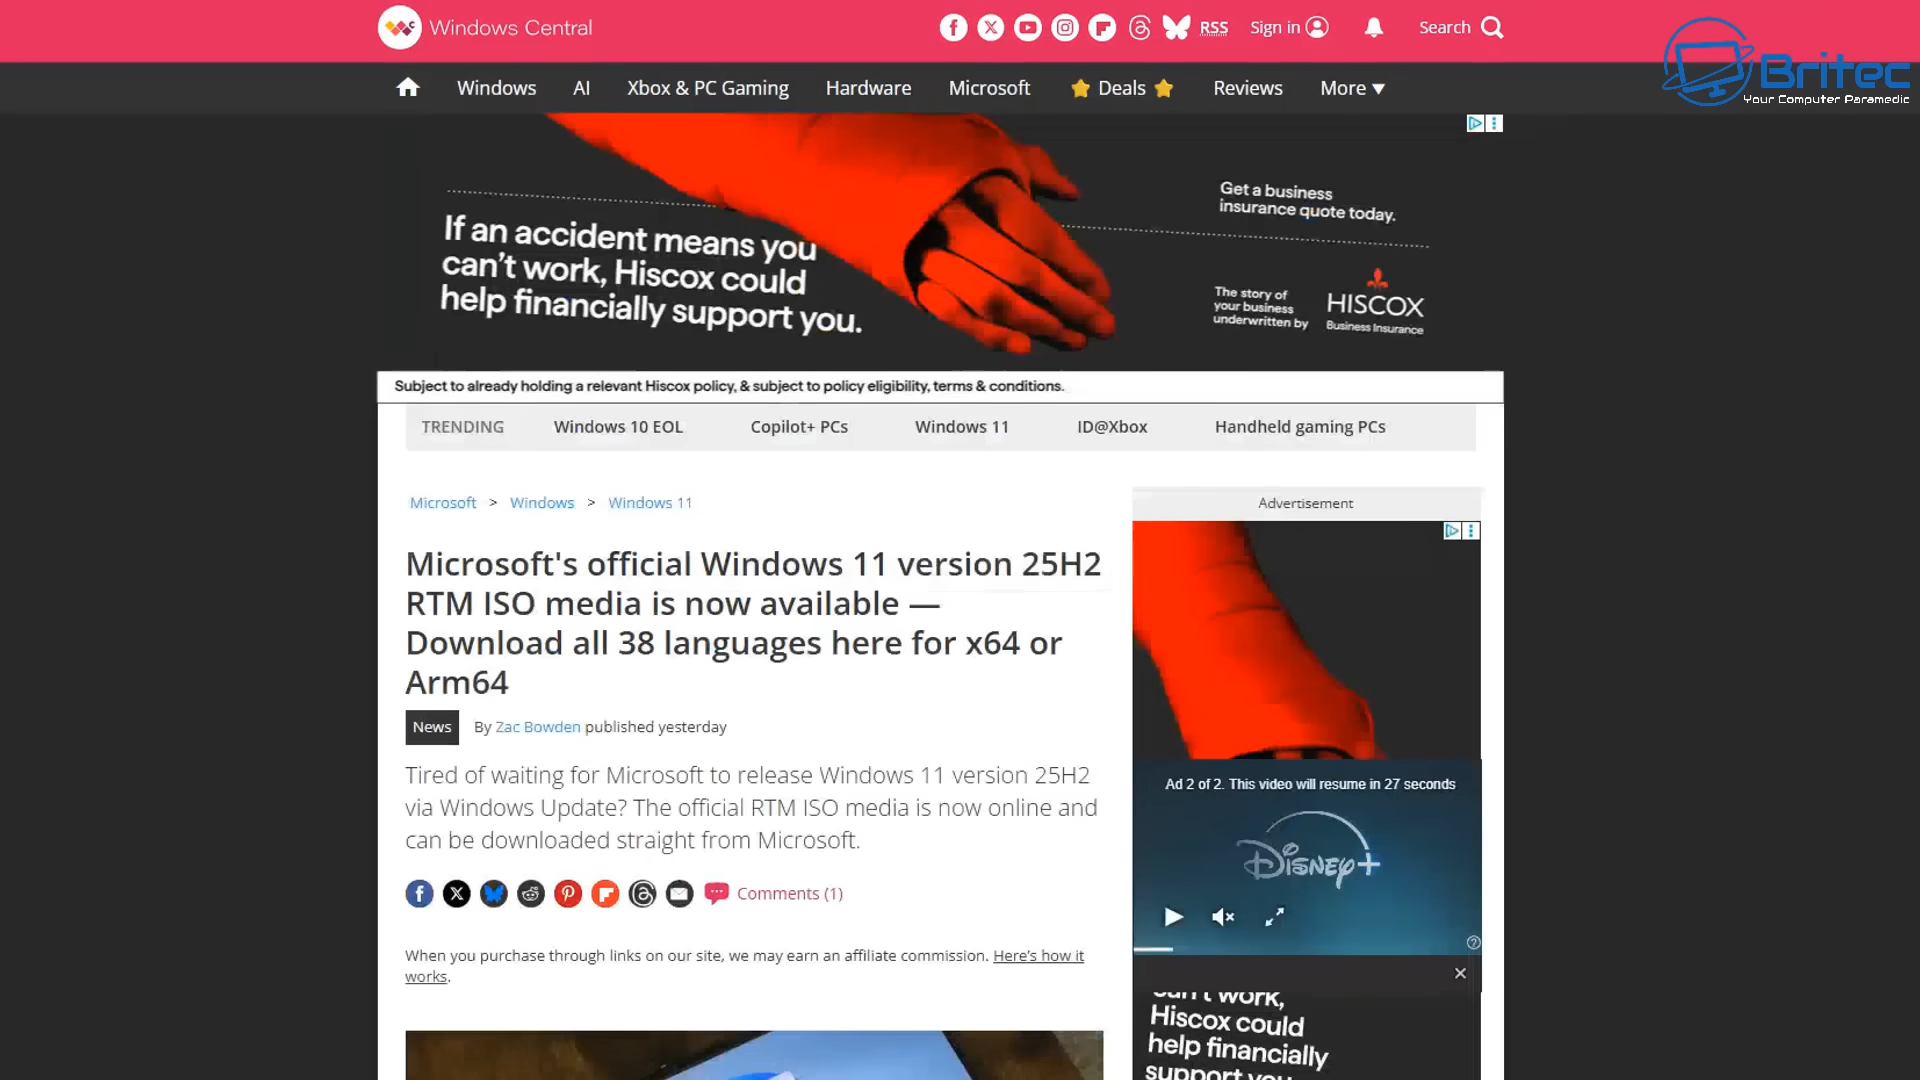 Windows Central
RSS
Sign in
Search
Britec
Your Computer Paramedic
Windows
AI
Xbox & PC Gaming
Hardware
Microsoft
Deals
Reviews
More ▼
If an accident means you
can't work, Hiscox could
help financially support you.
Get a business
insurance quote today.
The story of
your business
underwritten by
HISCOX
Business Insurance
Subject to already holding a relevant Hiscox policy, & subject to policy eligibility, terms & conditions.
TRENDING
Windows 10 EOL
Copilot+ PCs
Windows 11
ID@Xbox
Handheld gaming PCs
Microsoft > Windows > Windows 11
Microsoft's official Windows 11 version 25H2
RTM ISO media is now available —
Download all 38 languages here for x64 or
Arm64
News
By Zac Bowden published yesterday
Tired of waiting for Microsoft to release Windows 11 version 25H2
via Windows Update? The official RTM ISO media is now online and
can be downloaded straight from Microsoft.
Comments (1)
When you purchase through links on our site, we may earn an affiliate commission. Here's how it
works.
Advertisement
Ad 2 of 2. This video will resume in 27 seconds
Disney+
can't work,
Hiscox could
help financially
support you.